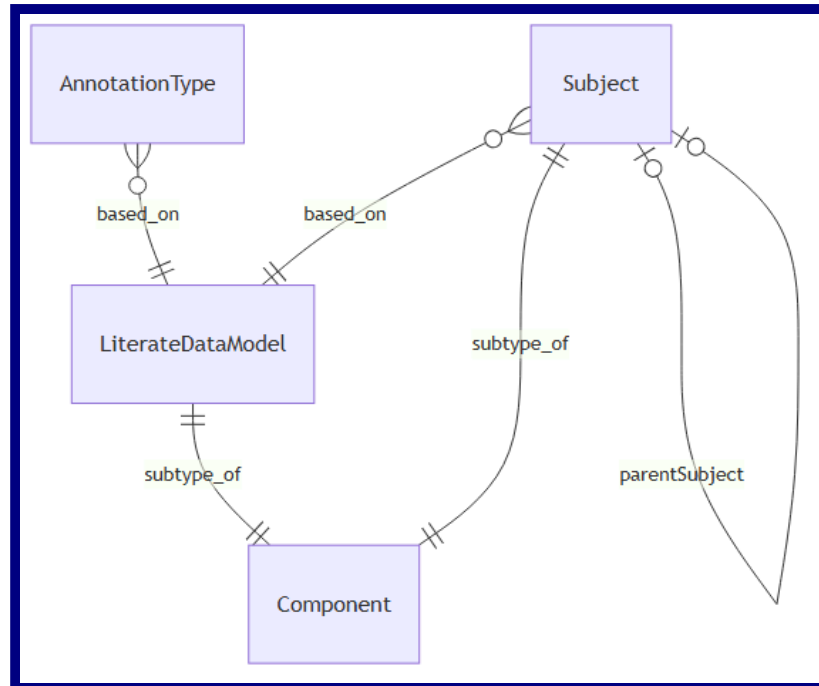 AnnotationType
Subject
based_on
based_on
LiterateDataModel
subtype_of
subtype_of
parentSubject
Component